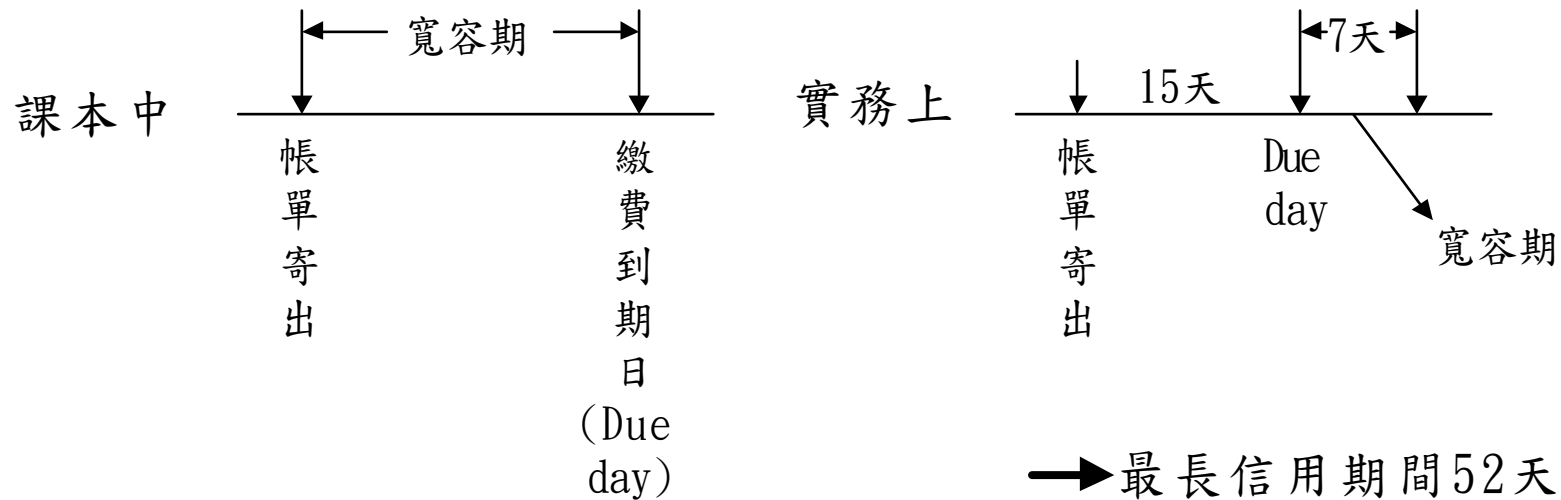 課本中
寬容期
帳單寄出
繳費到期日
(Due
day)
實務上
15天
7天
帳單寄出
Due
day
寬容期
最長信用期間52天